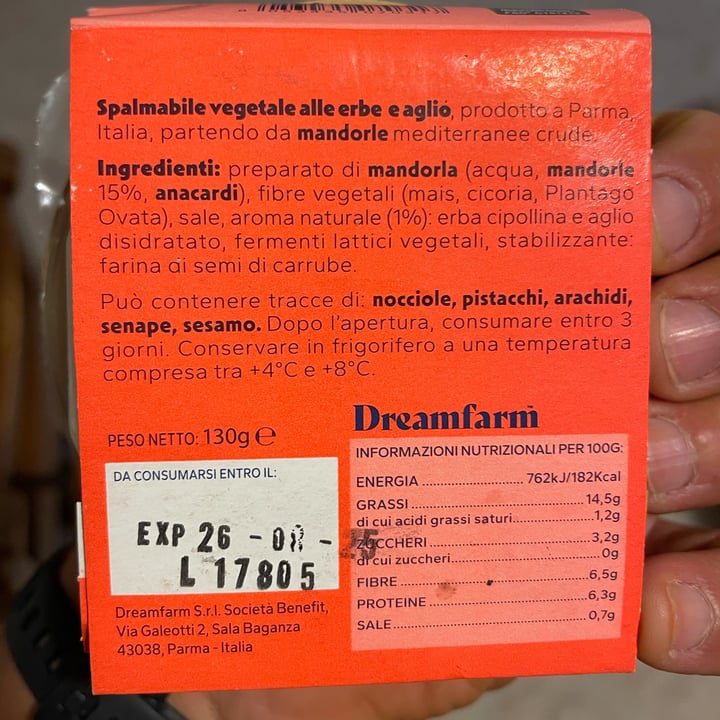 Spalmabile vegetale alle erbe e aglio, prodotto a Parma,
Italia, partendo da mandorle mediterranee crude.
Ingredienti: preparato di mandorla (acqua, mandorle
15%, anacardi), fibre vegetali (mais, cicoria, Plantago
Ovata), sale, aroma naturale (1%): erba cipollina e aglio
disidratato, fermenti lattici vegetali, stabilizzante:
farina di semi di carrube.
Può contenere tracce di: nocciole, pistacchi, arachidi,
senape, sesamo. Dopo l'apertura, consumare entro 3
giorni. Conservare in frigorifero a una temperatura
compresa tra +4°C e +8°C.
PESO NETTO: 130g e
DA CONSUMARSI ENTRO IL:
EXP 26 - 08 - 25
L 17805
Dreamfarm S.r.l. Società Benefit,
Via Galeotti 2, Sala Baganza
43038, Parma - Italia
Dreamfarm
INFORMAZIONI NUTRIZIONALI PER 100G:
ENERGIA .......... 762kJ/182Kcal
GRASSI .......... 14,5g
di cui acidi grassi saturi .......... 1,2g
ZUCCHERI .......... 3,2g
di cui zuccheri .......... 0g
FIBRE .......... 6,5g
PROTEINE .......... 6,3g
SALE .......... 0,7g